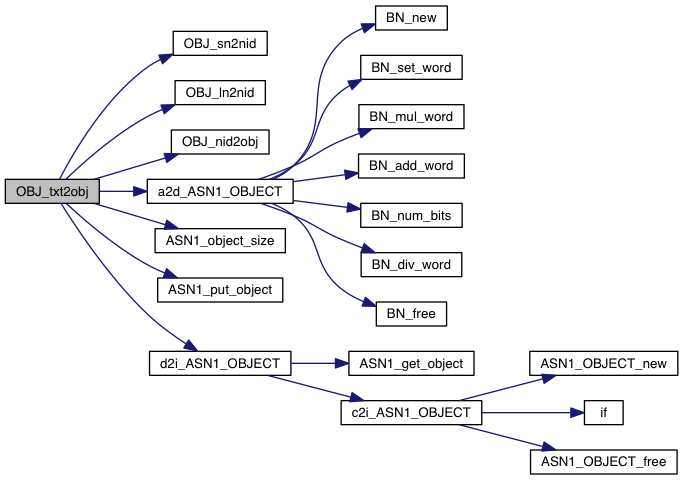 BN_new
OBJ_sn2nid
BN_set_word
OBJ_ln2nid
BN_mul_word
OBJ_nid2obj
BN_add_word
OBJ_txt2obj
a2d_ASN1_OBJECT
BN_num_bits
ASN1_object_size
BN_div_word
ASN1_put_object
BN_free
d2i_ASN1_OBJECT
ASN1_get_object
ASN1_OBJECT_new
c2i_ASN1_OBJECT
if
ASN1_OBJECT_free